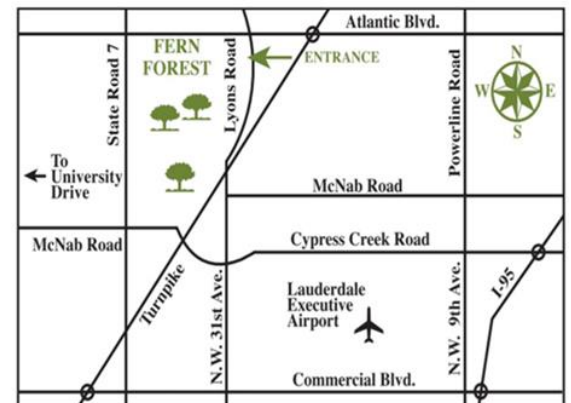 Atlantic Blvd.
FERN
FOREST
ENTRANCE
State Road 7
Lyons Road
Powerline Road
N
W E
S
To
University
Drive
McNab Road
McNab Road
Cypress Creek Road
Turnpike
N.W. 31st Ave.
Lauderdale
Executive
Airport
N.W. 9th Ave.
I-95
Commercial Blvd.